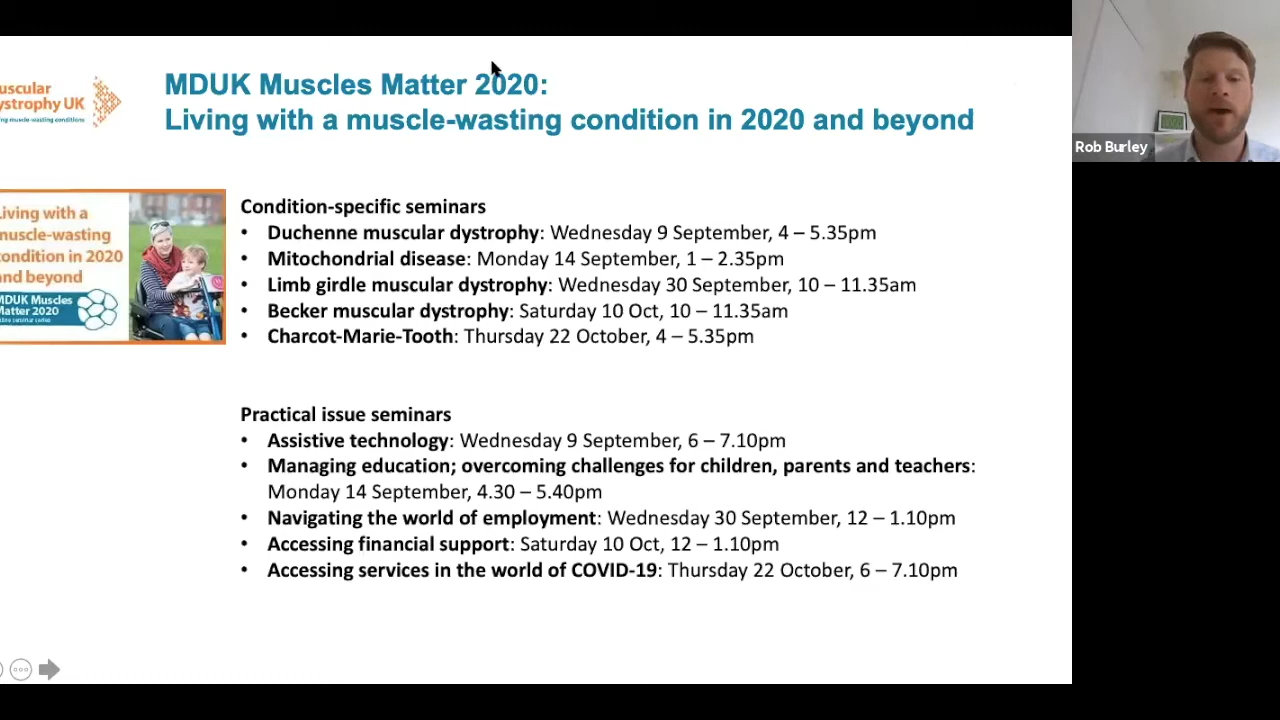 MDUK Muscles Matter 2020:
Living with a muscle-wasting condition in 2020 and beyond
uscular
ystrophy UK
ng muscle-wasting conditions
Rob Burley
iving with a
muscle-wasting
condition in 2020
and beyond
MDUK Muscles
Matter 2020
Condition-specific seminars
• Duchenne muscular dystrophy: Wednesday 9 September, 4 – 5.35pm
• Mitochondrial disease: Monday 14 September, 1 – 2.35pm
• Limb girdle muscular dystrophy: Wednesday 30 September, 10 – 11.35am
• Becker muscular dystrophy: Saturday 10 Oct, 10 – 11.35am
• Charcot-Marie-Tooth: Thursday 22 October, 4 – 5.35pm
Practical issue seminars
• Assistive technology: Wednesday 9 September, 6 – 7.10pm
• Managing education; overcoming challenges for children, parents and teachers:
Monday 14 September, 4.30 – 5.40pm
• Navigating the world of employment: Wednesday 30 September, 12 – 1.10pm
• Accessing financial support: Saturday 10 Oct, 12 – 1.10pm
• Accessing services in the world of COVID-19: Thursday 22 October, 6 – 7.10pm